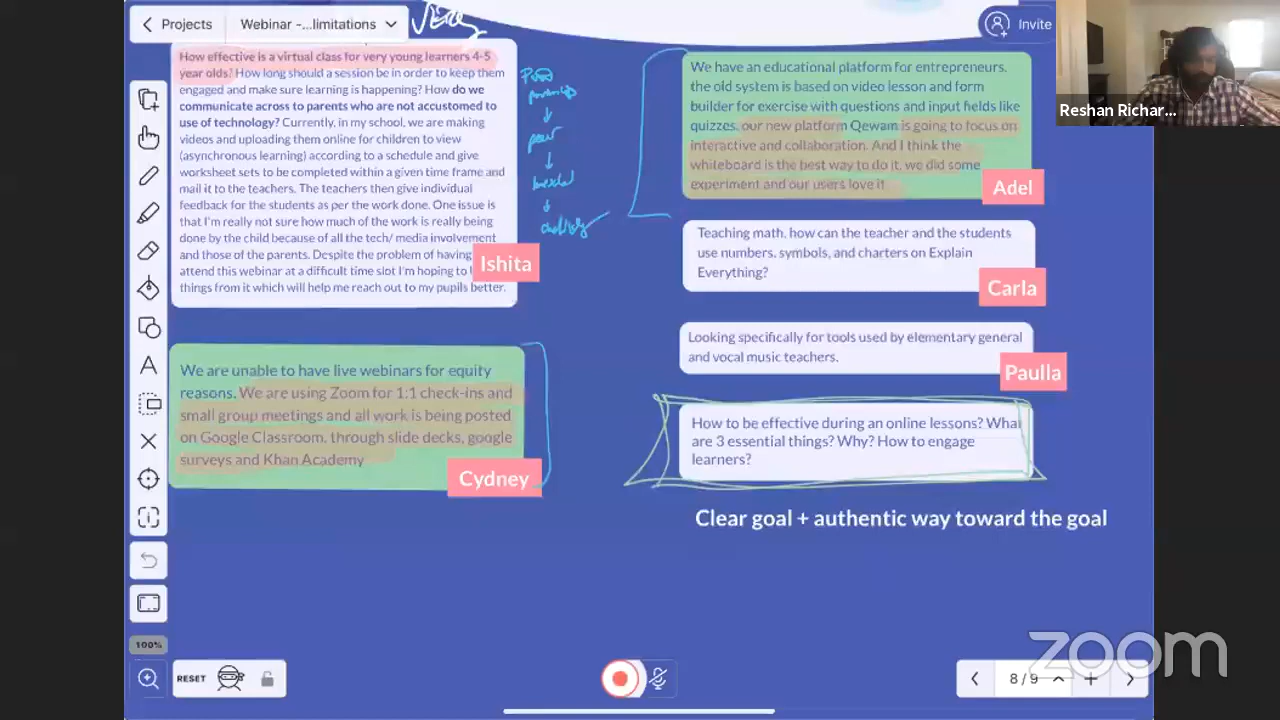 Projects
Webinar -...limitations
Invite
Reshan Richar...
How effective is a virtual class for very young learners 4-5
year olds? How long should a session be in order to keep them
engaged and make sure learning is happening? How do we
communicate across to parents who are not accustomed to
use of technology? Currently, in my school, we are making
videos and uploading them online for children to view
(asynchronous learning) according to a schedule and give
worksheet sets to be completed within a given time frame and
mail it to the teachers. The teachers then give individual
feedback for the students as per the work done. One issue is
that I'm really not sure how much of the work is really being
done by the child because of all the tech/ media involvement
and those of the parents. Despite the problem of having
attend this webinar at a difficult time slot I'm hoping to
things from it which will help me reach out to my pupils better.
Ishita
We are unable to have live webinars for equity
reasons. We are using Zoom for 1:1 check-ins and
small group meetings and all work is being posted
on Google Classroom, through slide decks, google
surveys and Khan Academy
Cydney
We have an educational platform for entrepreneurs.
the old system is based on video lesson and form
builder for exercise with questions and input fields like
quizzes. our new platform Qewam is going to focus on
interactive and collaboration. And I think the
whiteboard is the best way to do it. we did some
experiment and our users love it
Adel
Teaching math. how can the teacher and the students
use numbers, symbols, and charters on Explain
Everything?
Carla
Looking specifically for tools used by elementary general
and vocal music teachers.
Paulla
How to be effective during an online lessons? What
are 3 essential things? Why? How to engage
learners?
Clear goal + authentic way toward the goal
A
100%
RESET
8/9
zoom